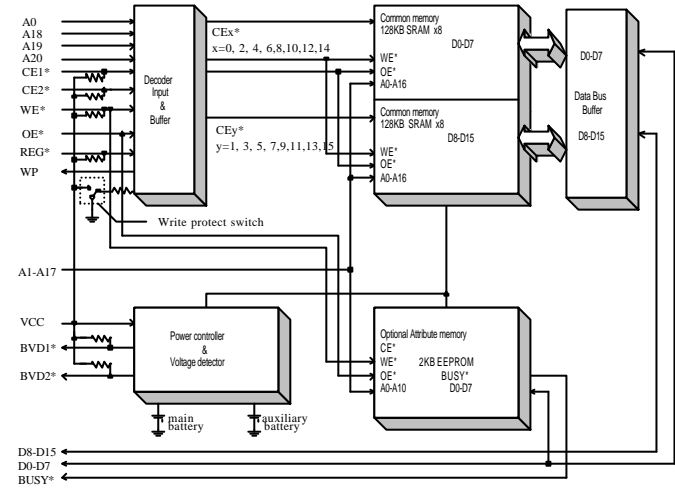 A0
A18
A19
A20
CE1*
CE2*
WE*
OE*
REG*
WP
Decoder
Input
&
Buffer
CEx*
x=0, 2, 4, 6,8,10,12,14
CEy*
y=1, 3, 5, 7,9,11,13,15
Common memory
128KB SRAM x8
D0-D7
WE*
OE*
A0-A16
Common memory
128KB SRAM x8
D8-D15
WE*
OE*
A0-A16
D0-D7
Data Bus
Buffer
D8-D15
Write protect switch
A1-A17
VCC
BVD1*
BVD2*
Power controller
&
Voltage detector
main
battery
auxiliary
battery
Optional Attribute memory
CE*
WE* 2KB EEPROM
OE* BUSY*
A0-A10 D0-D7
D8-D15
D0-D7
BUSY*